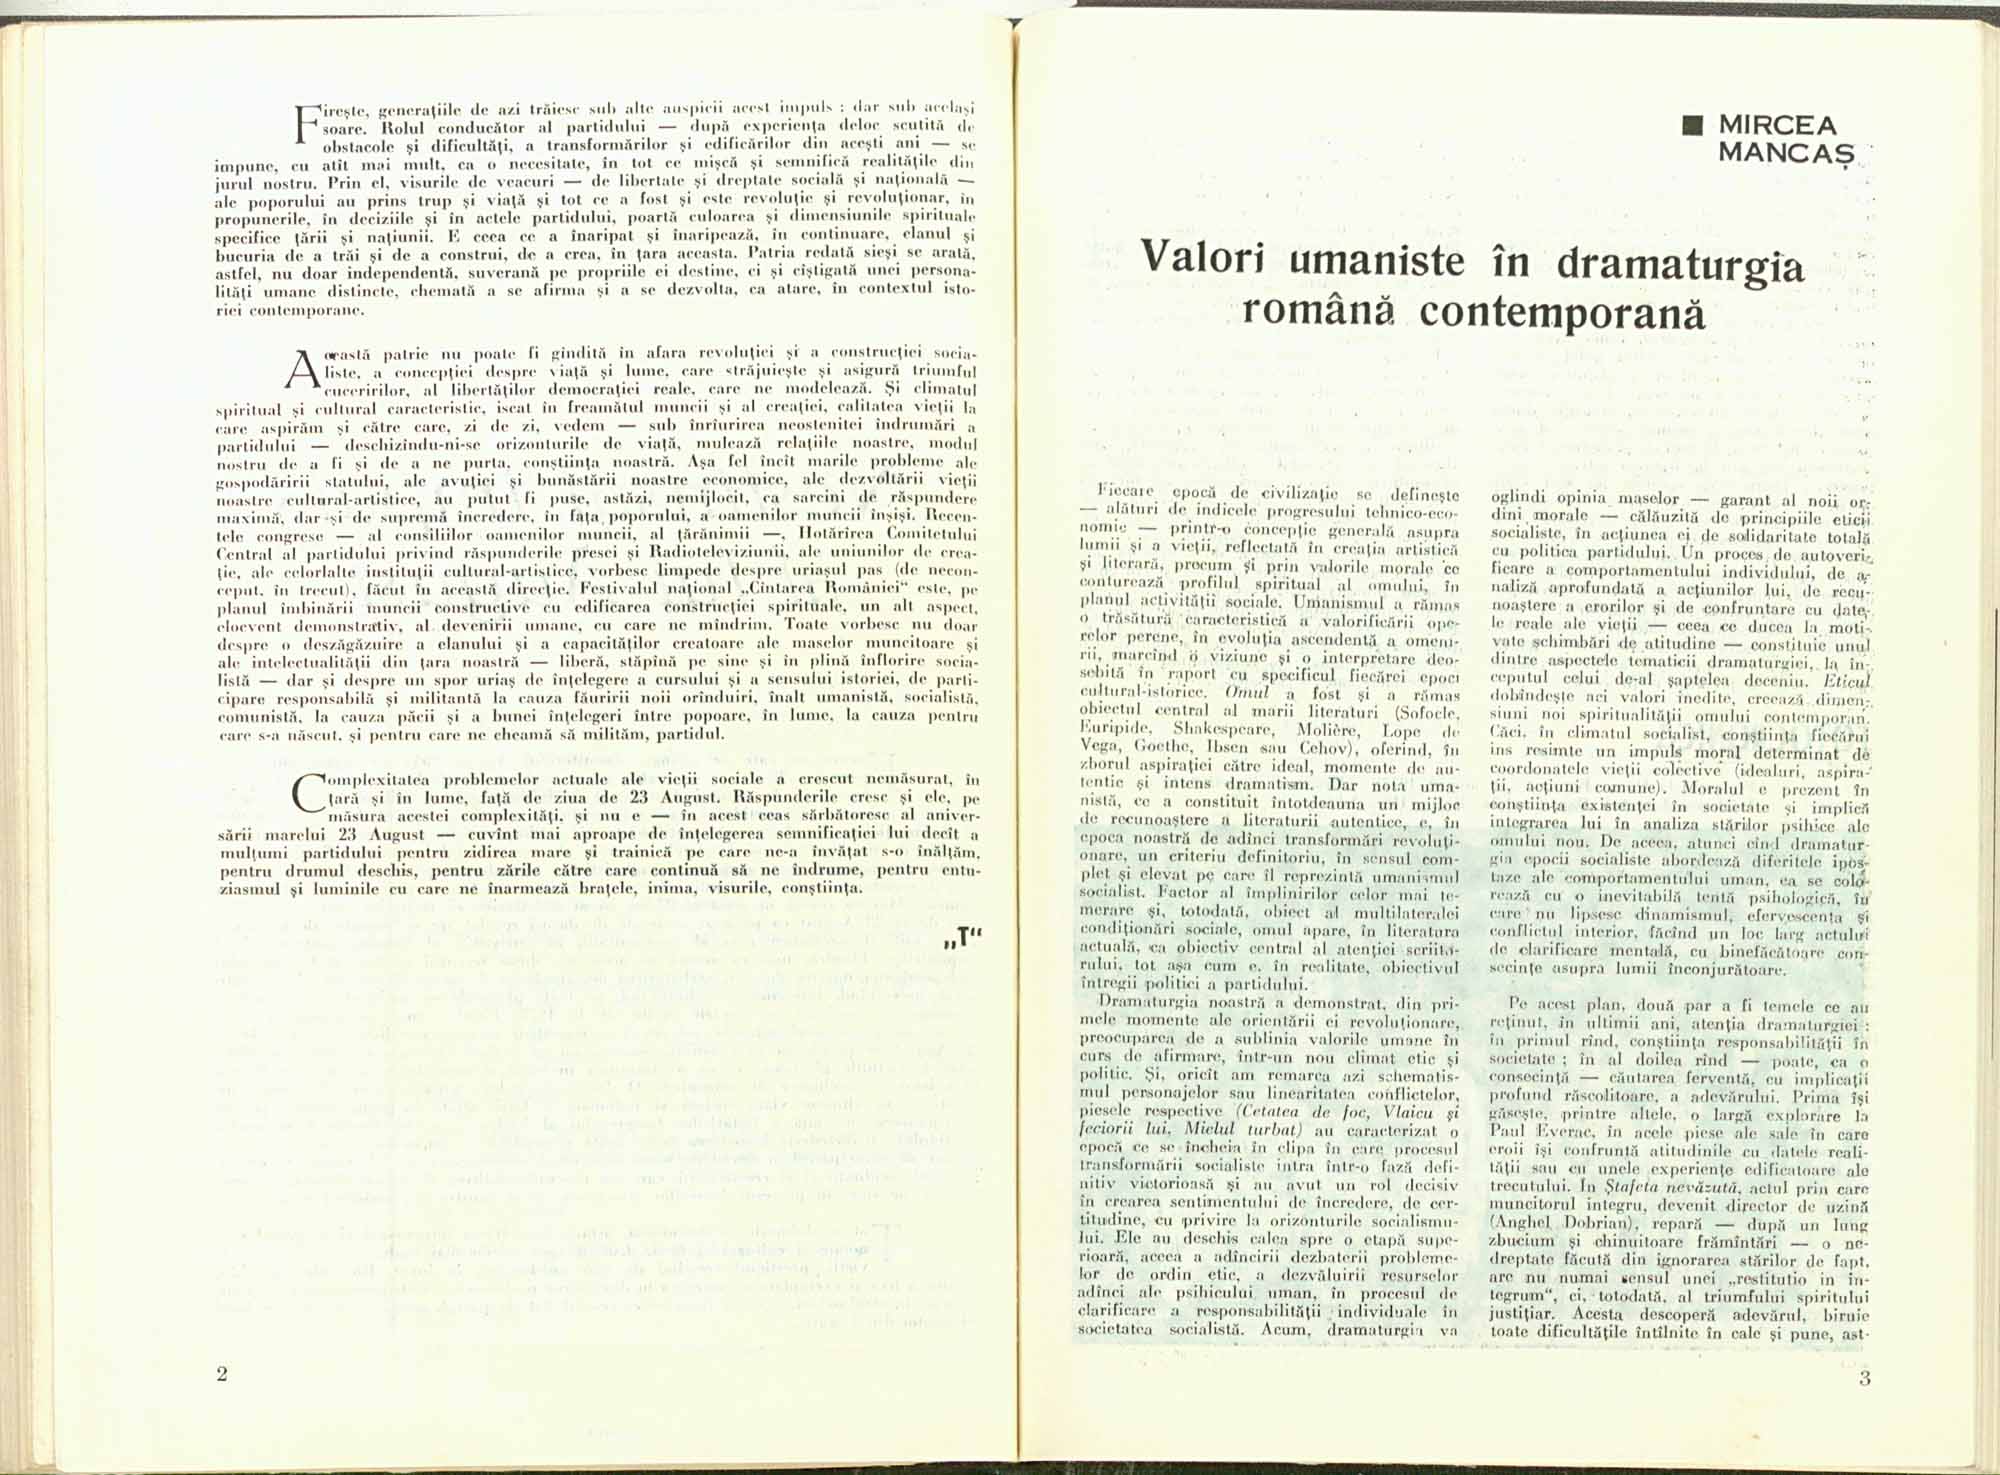 Firește, generațiile de azi trăiesc sub alte auspicii acest impuls ; dar sub același
soare. Rolul conducător al partidului — după experiența deloc scutită de
obstacole și dificultăți, a transformărilor și edificărilor din acești ani — se
impune, cu atît mai mult, ca o necesitate, în tot ce mișcă și semnifică realitățile din
jurul nostru. Prin el, visurile de veacuri — de libertate și dreptate socială și națională —
ale poporului au prins trup și viață și tot ce a fost și este revoluție și revoluționar, în
propunerile, în deciziile și în actele partidului, poartă culoarea și dimensiunile spirituale
specifice țării și națiunii. E ceea ce a înaripat și înaripează, în continuare, elanul și
bucuria de a trăi și de a construi, de a crea, în țara aceasta. Patria redată sieși se arată,
astfel, nu doar independentă, suverană pe propriile ei destine, ci și cîștigată unei persona-
lități umane distincte, chemată a se afirma și a se dezvolta, ca atare, în contextul isto-
riei contemporane.
Această patrie nu poate fi gîndită în afara revoluției și a construcției socia-
liste, a concepției despre viață și lume, care străjuiește și asigură triumful
cuceririlor, al libertăților democrației reale, care ne modelează. Și climatul
spiritual și cultural caracteristic, iscat în freamătul muncii și al creației, calitatea vieții la
care aspirăm și către care, zi de zi, vedem — sub înrîurirea neostenitei îndrumări a
partidului — deschizîndu-ni-se orizonturile de viață, mulează relațiile noastre, modul
nostru de a fi și de a ne purta, conștiința noastră. Așa fel încît marile probleme ale
gospodăririi statului, ale avuției și bunăstării noastre economice, ale dezvoltării vieții
noastre cultural-artistice, au putut fi puse, astăzi, nemijlocit, ca sarcini de răspundere
maximă, dar și de supremă încredere, în fața poporului, a oamenilor muncii înșiși. Recen-
tele congrese — al consiliilor oamenilor muncii, al țărănimii —, Hotărîrea Comitetului
Central al partidului privind răspunderile presei și Radioteleviziunii, ale uniunilor de crea-
ție, ale celorlalte instituții cultural-artistice, vorbesc limpede despre uriașul pas (de necon-
ceput, în trecut), făcut în această direcție. Festivalul național „Cîntarea României“ este, pe
planul îmbinării muncii constructive cu edificarea construcției spirituale, un alt aspect,
elocvent demonstrativ, al devenirii umane, cu care ne mîndrim. Toate vorbesc nu doar
despre o deszăgăzuire a elanului și a capacităților creatoare ale maselor muncitoare și
ale intelectualității din țara noastră — liberă, stăpînă pe sine și în plină înflorire socia-
listă — dar și despre un spor uriaș de înțelegere a cursului și a sensului istoriei, de parti-
cipare responsabilă și militantă la cauza făuririi noii orînduiri, înalt umanistă, socialistă,
comunistă, la cauza păcii și a bunei înțelegeri între popoare, în lume, la cauza pentru
care s-a născut, și pentru care ne cheamă să milităm, partidul.
Complexitatea problemelor actuale ale vieții sociale a crescut nemăsurat, în
țară și în lume, față de ziua de 23 August. Răspunderile cresc și ele, pe
măsura acestei complexități, și nu e — în acest ceas sărbătoresc al aniver-
sării marelui 23 August — cuvînt mai aproape de înțelegerea semnificației lui decît a
mulțumi partidului pentru zidirea mare și trainică pe care ne-a învățat s-o înălțăm,
pentru drumul deschis, pentru zările către care continuă să ne îndrume, pentru entu-
ziasmul și luminile cu care ne înarmează brațele, inima, visurile, conștiința.
„T“
2
■ MIRCEA
MANCAȘ
Valori umaniste în dramaturgia
română contemporană
Fiecare epocă de civilizație se definește
— alături de indicele progresului tehnico-eco-
nomic — printr-o concepție generală asupra
lumii și a vieții, reflectată în creația artistică
și literară, precum și prin valorile morale ce
conturează profilul spiritual al omului, în
planul activității sociale. Umanismul a rămas
o trăsătură caracteristică a valorificării ope-
relor perene, în evoluția ascendentă a omeni-
rii, marcînd o viziune și o interpretare deo-
sebită în raport cu specificul fiecărei epoci
cultural-istorice. Omul a fost și a rămas
obiectul central al marii literaturi (Sofocle,
Euripide, Shakespeare, Molière, Lope de
Vega, Goethe, Ibsen sau Cehov), oferind, în
zborul aspirației către ideal, momente de au-
tentic și intens dramatism. Dar nota uma-
nistă, ce a constituit întotdeauna un mijloc
de recunoaștere a literaturii autentice, e, în
epoca noastră de adînci transformări revoluți-
onare, un criteriu definitoriu, în sensul com-
plet și elevat pe care îl reprezintă umanismul
socialist. Factor al împlinirilor celor mai te-
merare și, totodată, obiect al multilateralei
condiționări sociale, omul apare, în literatura
actuală, ca obiectiv central al atenției scriito-
rului, tot așa cum e, în realitate, obiectivul
întregii politici a partidului.
Dramaturgia noastră a demonstrat, din pri-
mele momente ale orientării ei revoluționare,
preocuparea de a sublinia valorile umane în
curs de afirmare, într-un nou climat etic și
politic. Și, oricît am remarca azi schematis-
mul personajelor sau linearitatea conflictelor,
piesele respective (Cetatea de foc, Vlaicu și
feciorii lui, Mielul turbat) au caracterizat o
epocă ce se încheia în clipa în care procesul
transformării socialiste intra într-o fază defi-
nitiv victorioasă și au avut un rol decisiv
în crearea sentimentului de încredere, de cer-
titudine, cu privire la orizonturile socialismu-
lui. Ele au deschis calea spre o etapă supe-
rioară, aceea a adîncirii dezbaterii probleme-
lor de ordin etic, a dezvăluirii resurselor
adînci ale psihicului uman, în procesul de
clarificare a responsabilității individuale în
societatea socialistă. Acum, dramaturgia va
oglindi opinia maselor — garant al noii or-
dini morale — călăuzită de principiile eticii
socialiste, în acțiunea ei de solidaritate totală
cu politica partidului. Un proces de autoveri-
ficare a comportamentului individului, de a-
naliză aprofundată a acțiunilor lui, de recu-
noaștere a erorilor și de confruntare cu date-
le reale ale vieții — ceea ce ducea la moti-
vate schimbări de atitudine — constituie unul
dintre aspectele tematicii dramaturgiei, la în-
ceputul celui de-al șaptelea deceniu. Eticul
dobîndește aci valori inedite, creează dimen-
siuni noi spiritualității omului contemporan.
Căci, în climatul socialist, conștiința fiecărui
ins resimte un impuls moral determinat de
coordonatele vieții colective (idealuri, aspira-
ții, acțiuni comune). Moralul e prezent în
conștiința existenței în societate și implică
integrarea lui în analiza stărilor psihice ale
omului nou. De aceea, atunci cînd dramatur-
gia epocii socialiste abordează diferitele ipos-
taze ale comportamentului uman, ea se colo-
rează cu o inevitabilă tentă psihologică, în
care nu lipsesc dinamismul, efervescența și
conflictul interior, făcînd un loc larg actului
de clarificare mentală, cu binefăcătoare con-
secințe asupra lumii înconjurătoare.
Pe acest plan, două par a fi temele ce au
reținut, în ultimii ani, atenția dramaturgiei :
în primul rînd, conștiința responsabilității în
societate ; în al doilea rînd — poate, ca o
consecință — căutarea ferventă, cu implicații
profund răscolitoare, a adevărului. Prima își
găsește, printre altele, o largă explorare la
Paul Everac, în acele piese ale sale în care
eroii își confruntă atitudinile cu datele reali-
tății sau cu unele experiențe edificatoare ale
trecutului. În Ștafeta nevăzută, actul prin care
muncitorul integru, devenit director de uzină
(Anghel Dobrian), repară — după un lung
zbucium și chinuitoare frămîntări — o ne-
dreptate făcută din ignorarea stărilor de fapt,
are nu numai sensul unei „restitutio in in-
tegrum“, ci, totodată, al triumfului spiritului
justițiar. Acesta descoperă adevărul, biruie
toate dificultățile întîlnite în cale și pune, ast-
3